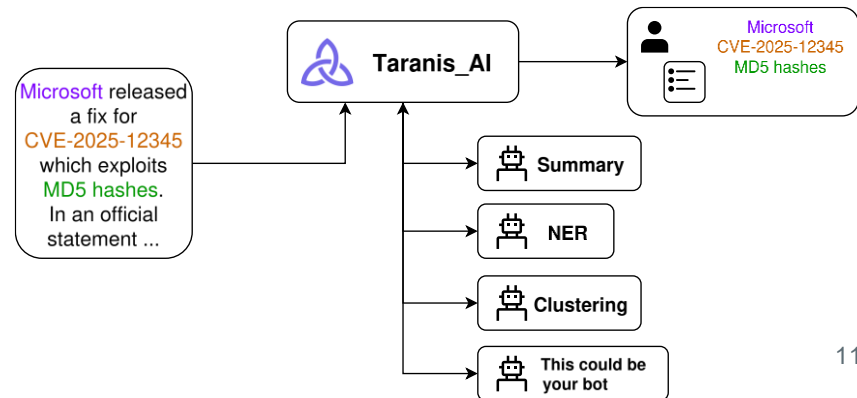 Microsoft released
a fix for
CVE-2025-12345
which exploits
MD5 hashes.
In an official
statement ...
Taranis_AI
Microsoft
CVE-2025-12345
MD5 hashes
Summary
NER
Clustering
This could be
your bot
11